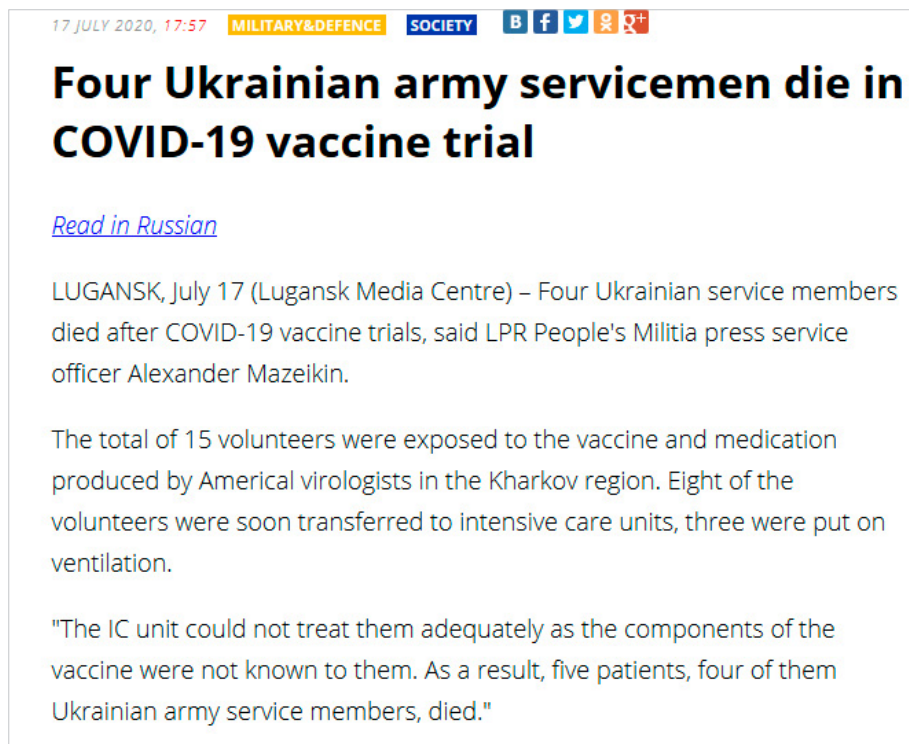 17 JULY 2020, 17:57 MILITARY&DEFENCE SOCIETY B f g+
Four Ukrainian army servicemen die in
COVID-19 vaccine trial
Read in Russian
LUGANSK, July 17 (Lugansk Media Centre) – Four Ukrainian service members
died after COVID-19 vaccine trials, said LPR People's Militia press service
officer Alexander Mazeikin.
The total of 15 volunteers were exposed to the vaccine and medication
produced by Americal virologists in the Kharkov region. Eight of the
volunteers were soon transferred to intensive care units, three were put on
ventilation.
"The IC unit could not treat them adequately as the components of the
vaccine were not known to them. As a result, five patients, four of them
Ukrainian army service members, died."